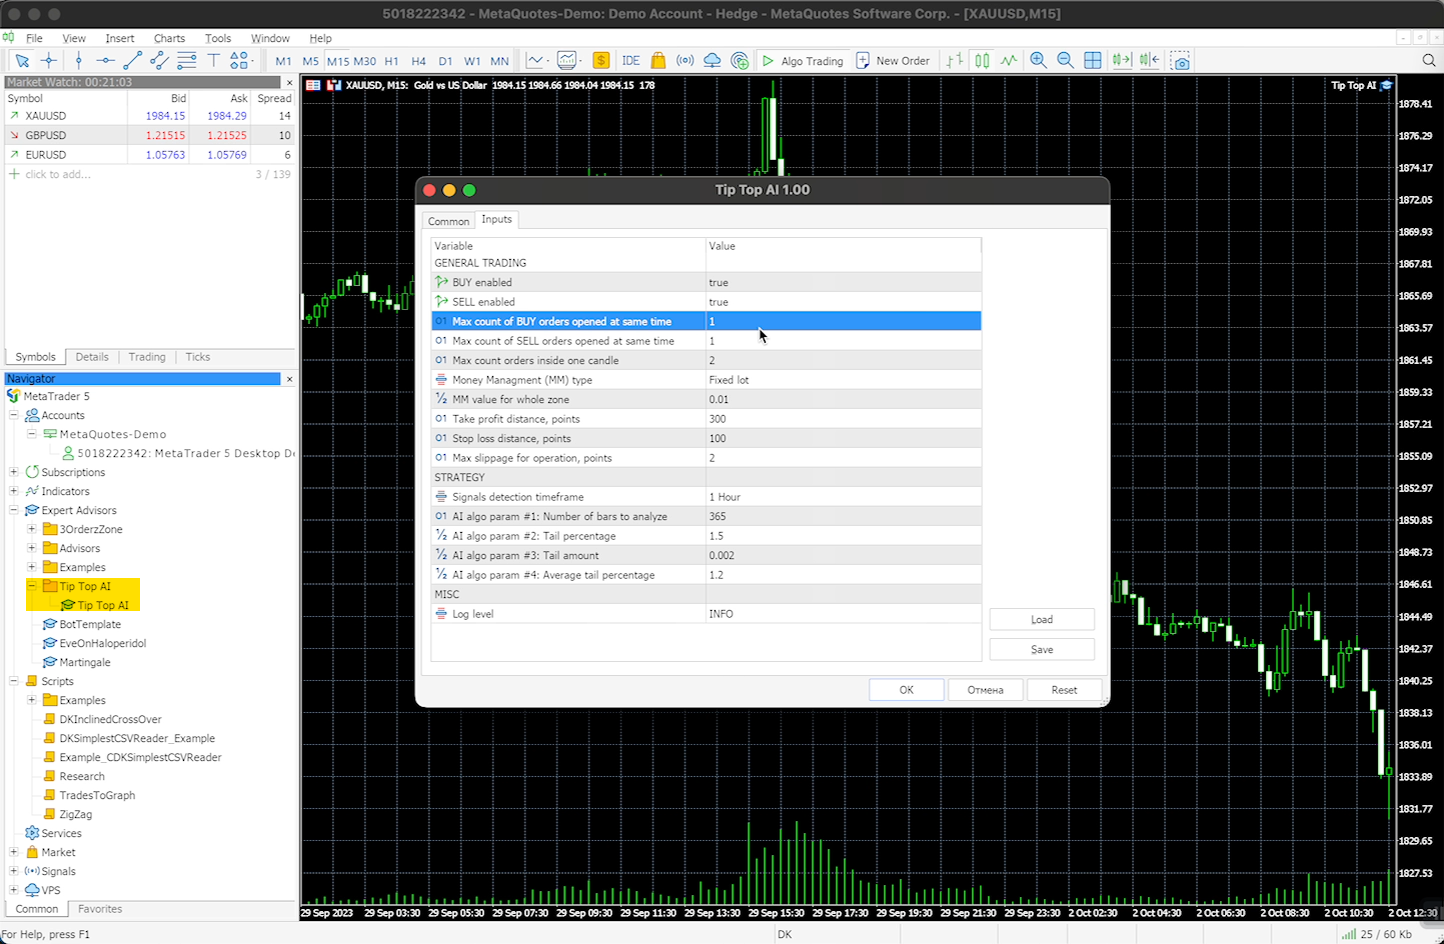 5018222342 - MetaQuotes-Demo: Demo Account - Hedge - MetaQuotes Software Corp. - [XAUUSD,M15]
File View Insert Charts Tools Window Help
M1 M5 M15 M30 H1 H4 D1 W1 MN $ IDE Algo Trading New Order
Market Watch: 00:21:03
Symbol Bid Ask Spread
XAUUSD 1984.15 1984.29 14
GBPUSD 1.21515 1.21525 10
EURUSD 1.05763 1.05769 6
click to add... 3 / 139
Symbols Details Trading Ticks
Navigator
MetaTrader 5
Accounts
MetaQuotes-Demo
5018222342: MetaTrader 5 Desktop De
Subscriptions
Indicators
Expert Advisors
3OrderzZone
Advisors
Examples
Tip Top AI
Tip Top AI
BotTemplate
EveOnHaloperidol
Martingale
Scripts
Examples
DKInclinedCrossOver
DKSimplestCSVReader_Example
Example_CDKSimplestCSVReader
Research
TradesToGraph
ZigZag
Services
Market
Signals
VPS
Common Favorites
XAUUSD, M15: Gold vs US Dollar 1984.15 1984.66 1984.04 1984.15 178
Tip Top AI
Tip Top AI 1.00
Common Inputs
Variable Value
GENERAL TRADING
BUY enabled true
SELL enabled true
01 Max count of BUY orders opened at same time 1
01 Max count of SELL orders opened at same time 1
01 Max count orders inside one candle 2
Money Managment (MM) type Fixed lot
½ MM value for whole zone 0.01
01 Take profit distance, points 300
01 Stop loss distance, points 100
01 Max slippage for operation, points 2
STRATEGY
Signals detection timeframe 1 Hour
01 AI algo param #1: Number of bars to analyze 365
½ AI algo param #2: Tail percentage 1.5
½ AI algo param #3: Tail amount 0.002
½ AI algo param #4: Average tail percentage 1.2
MISC
Log level INFO
Load
Save
OK Отмена Reset
1878.41
1876.29
1874.17
1872.05
1869.93
1867.81
1865.69
1863.57
1861.45
1859.33
1857.21
1855.09
1852.97
1850.85
1848.73
1846.61
1844.49
1842.37
1840.25
1838.13
1836.01
1833.89
1831.77
1829.65
1827.53
29 Sep 2023 29 Sep 03:30 29 Sep 05:30 29 Sep 07:30 29 Sep 09:30 29 Sep 11:30 29 Sep 13:30 29 Sep 15:30 29 Sep 17:30 29 Sep 19:30 29 Sep 21:30 29 Sep 23:30 2 Oct 02:30 2 Oct 04:30 2 Oct 06:30 2 Oct 08:30 2 Oct 10:30 2 Oct 12:30
For Help, press F1 DK 25 / 60 Kb